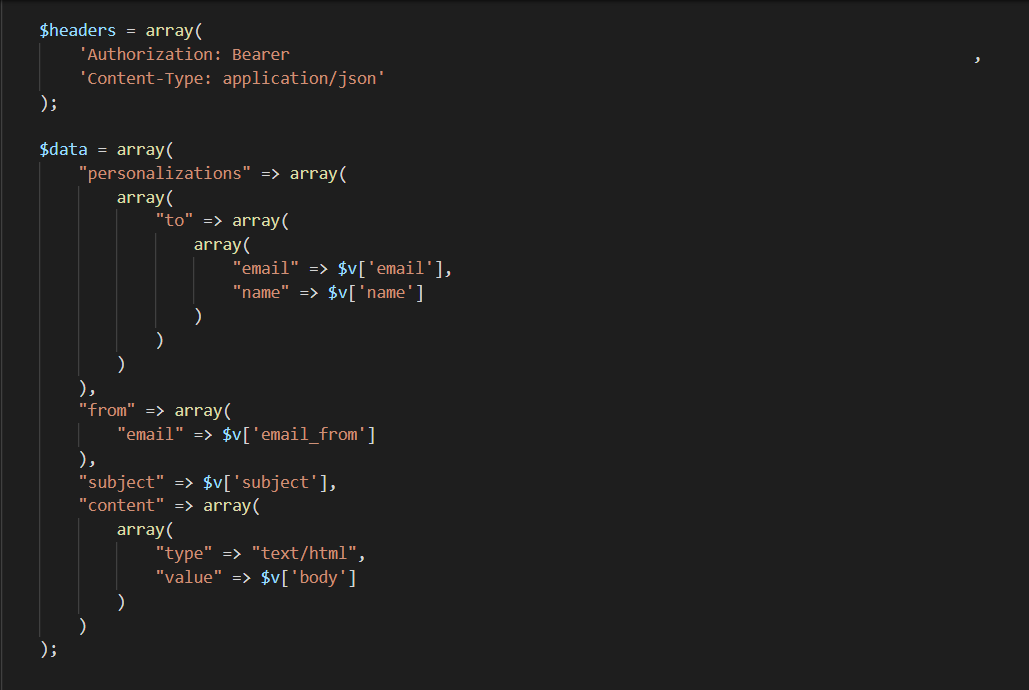 $headers = array(
'Authorization: Bearer ,
'Content-Type: application/json'
);
$data = array(
"personalizations" => array(
array(
"to" => array(
array(
"email" => $v['email'],
"name" => $v['name']
)
)
)
),
"from" => array(
"email" => $v['email_from']
),
"subject" => $v['subject'],
"content" => array(
array(
"type" => "text/html",
"value" => $v['body']
)
)
);